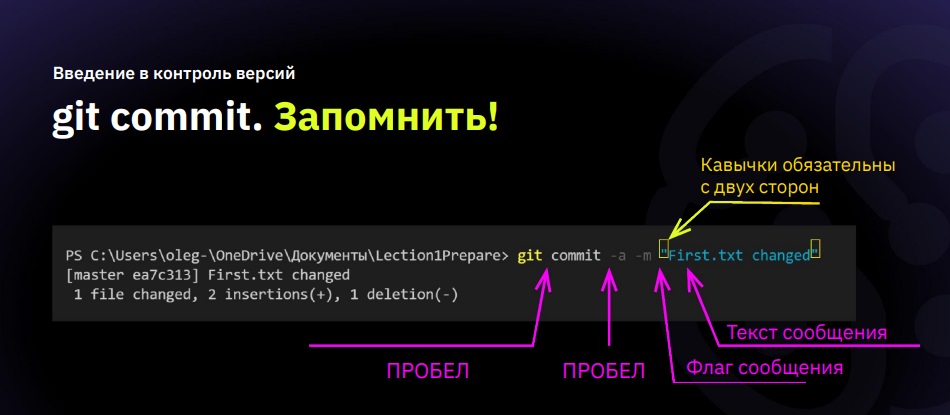 Введение в контроль версий
git commit. Запомнить!
Кавычки обязательны
с двух сторон
PS C:\Users\oleg-\OneDrive\Документы\Lection1Prepare> git commit -a -m "First.txt changed"
[master ea7c313] First.txt changed
1 file changed, 2 insertions(+), 1 deletion(-)
Текст сообщения
ПРОБЕЛ
ПРОБЕЛ
Флаг сообщения